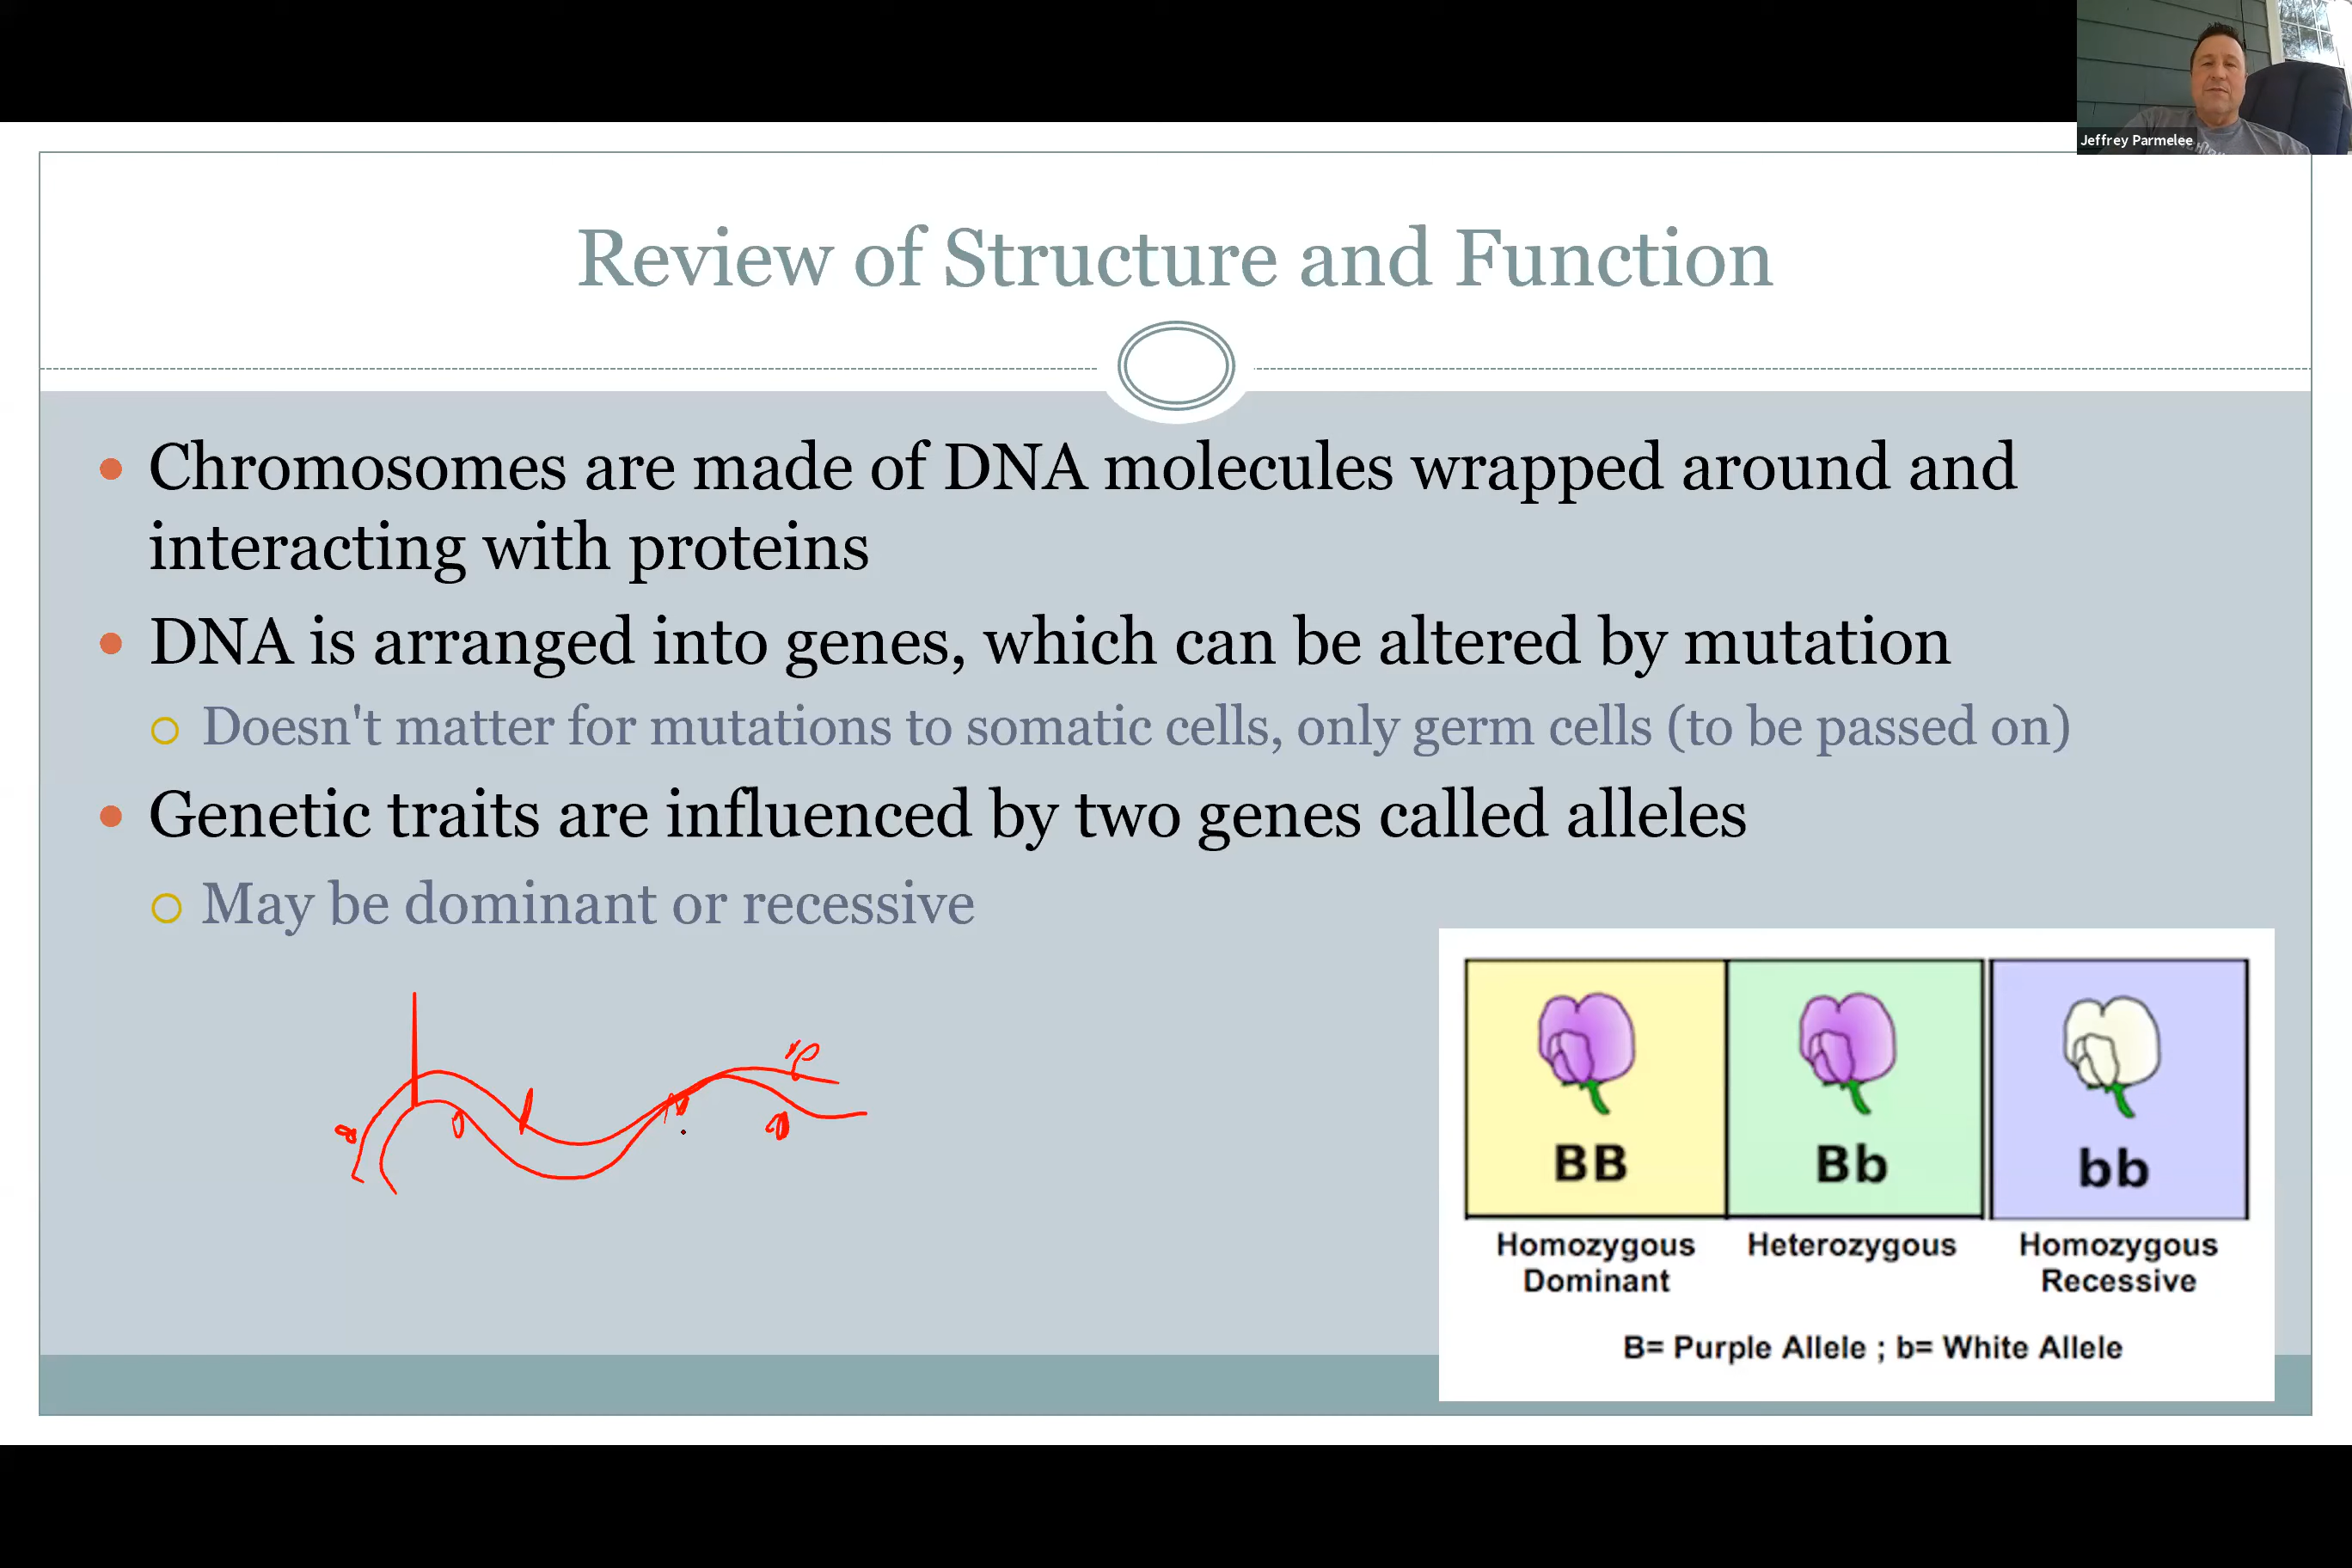 Jeffrey Parmelee
Review of Structure and Function
Chromosomes are made of DNA molecules wrapped around and
interacting with proteins
DNA is arranged into genes, which can be altered by mutation
Doesn't matter for mutations to somatic cells, only germ cells (to be passed on)
Genetic traits are influenced by two genes called alleles
May be dominant or recessive
BB Bb bb
Homozygous Heterozygous Homozygous
Dominant Recessive
B= Purple Allele ; b= White Allele